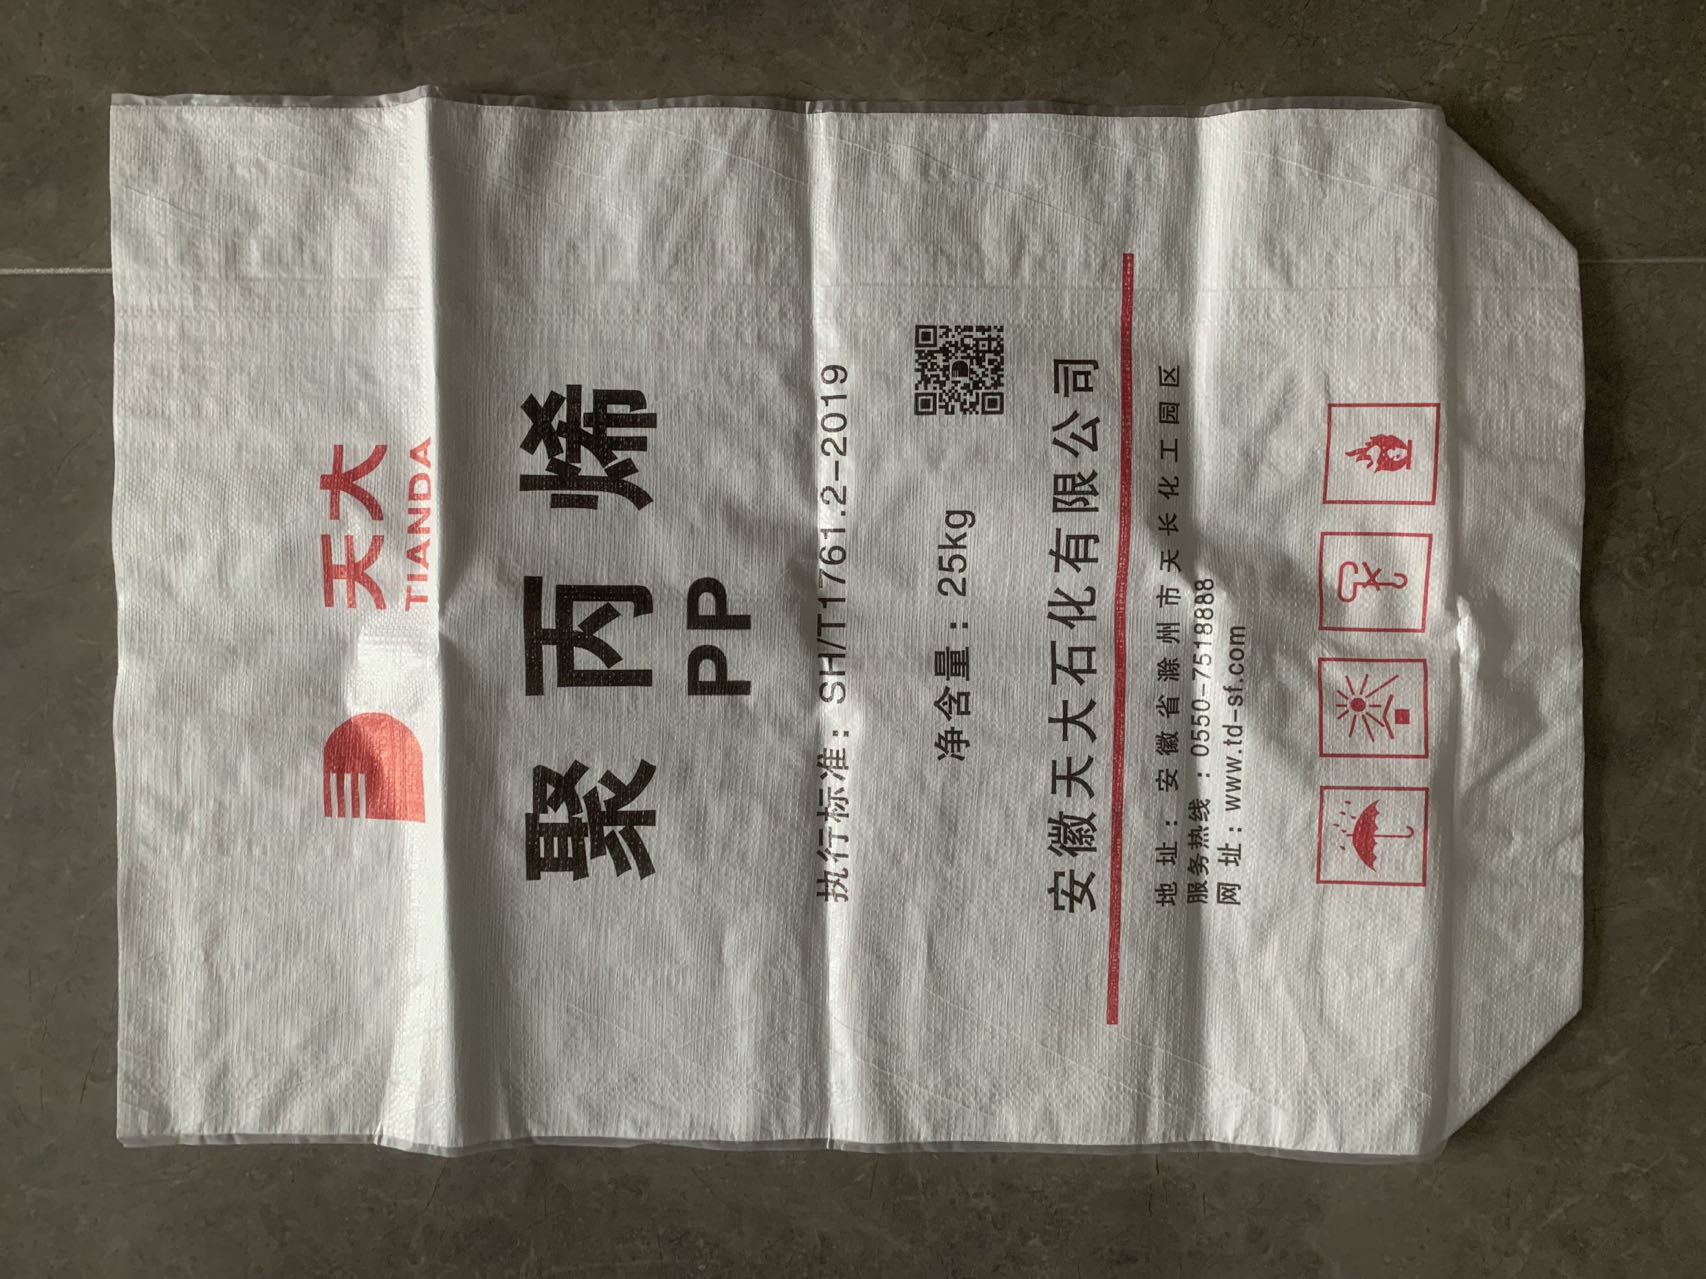 天大
TIANDA
聚丙烯
PP
执行标准：SH/T1761.2-2019
净含量：25kg
安徽天大石化有限公司
地址：安徽省滁州市天长化工园区
服务热线：0550-7518888
网址：www.td-sf.com